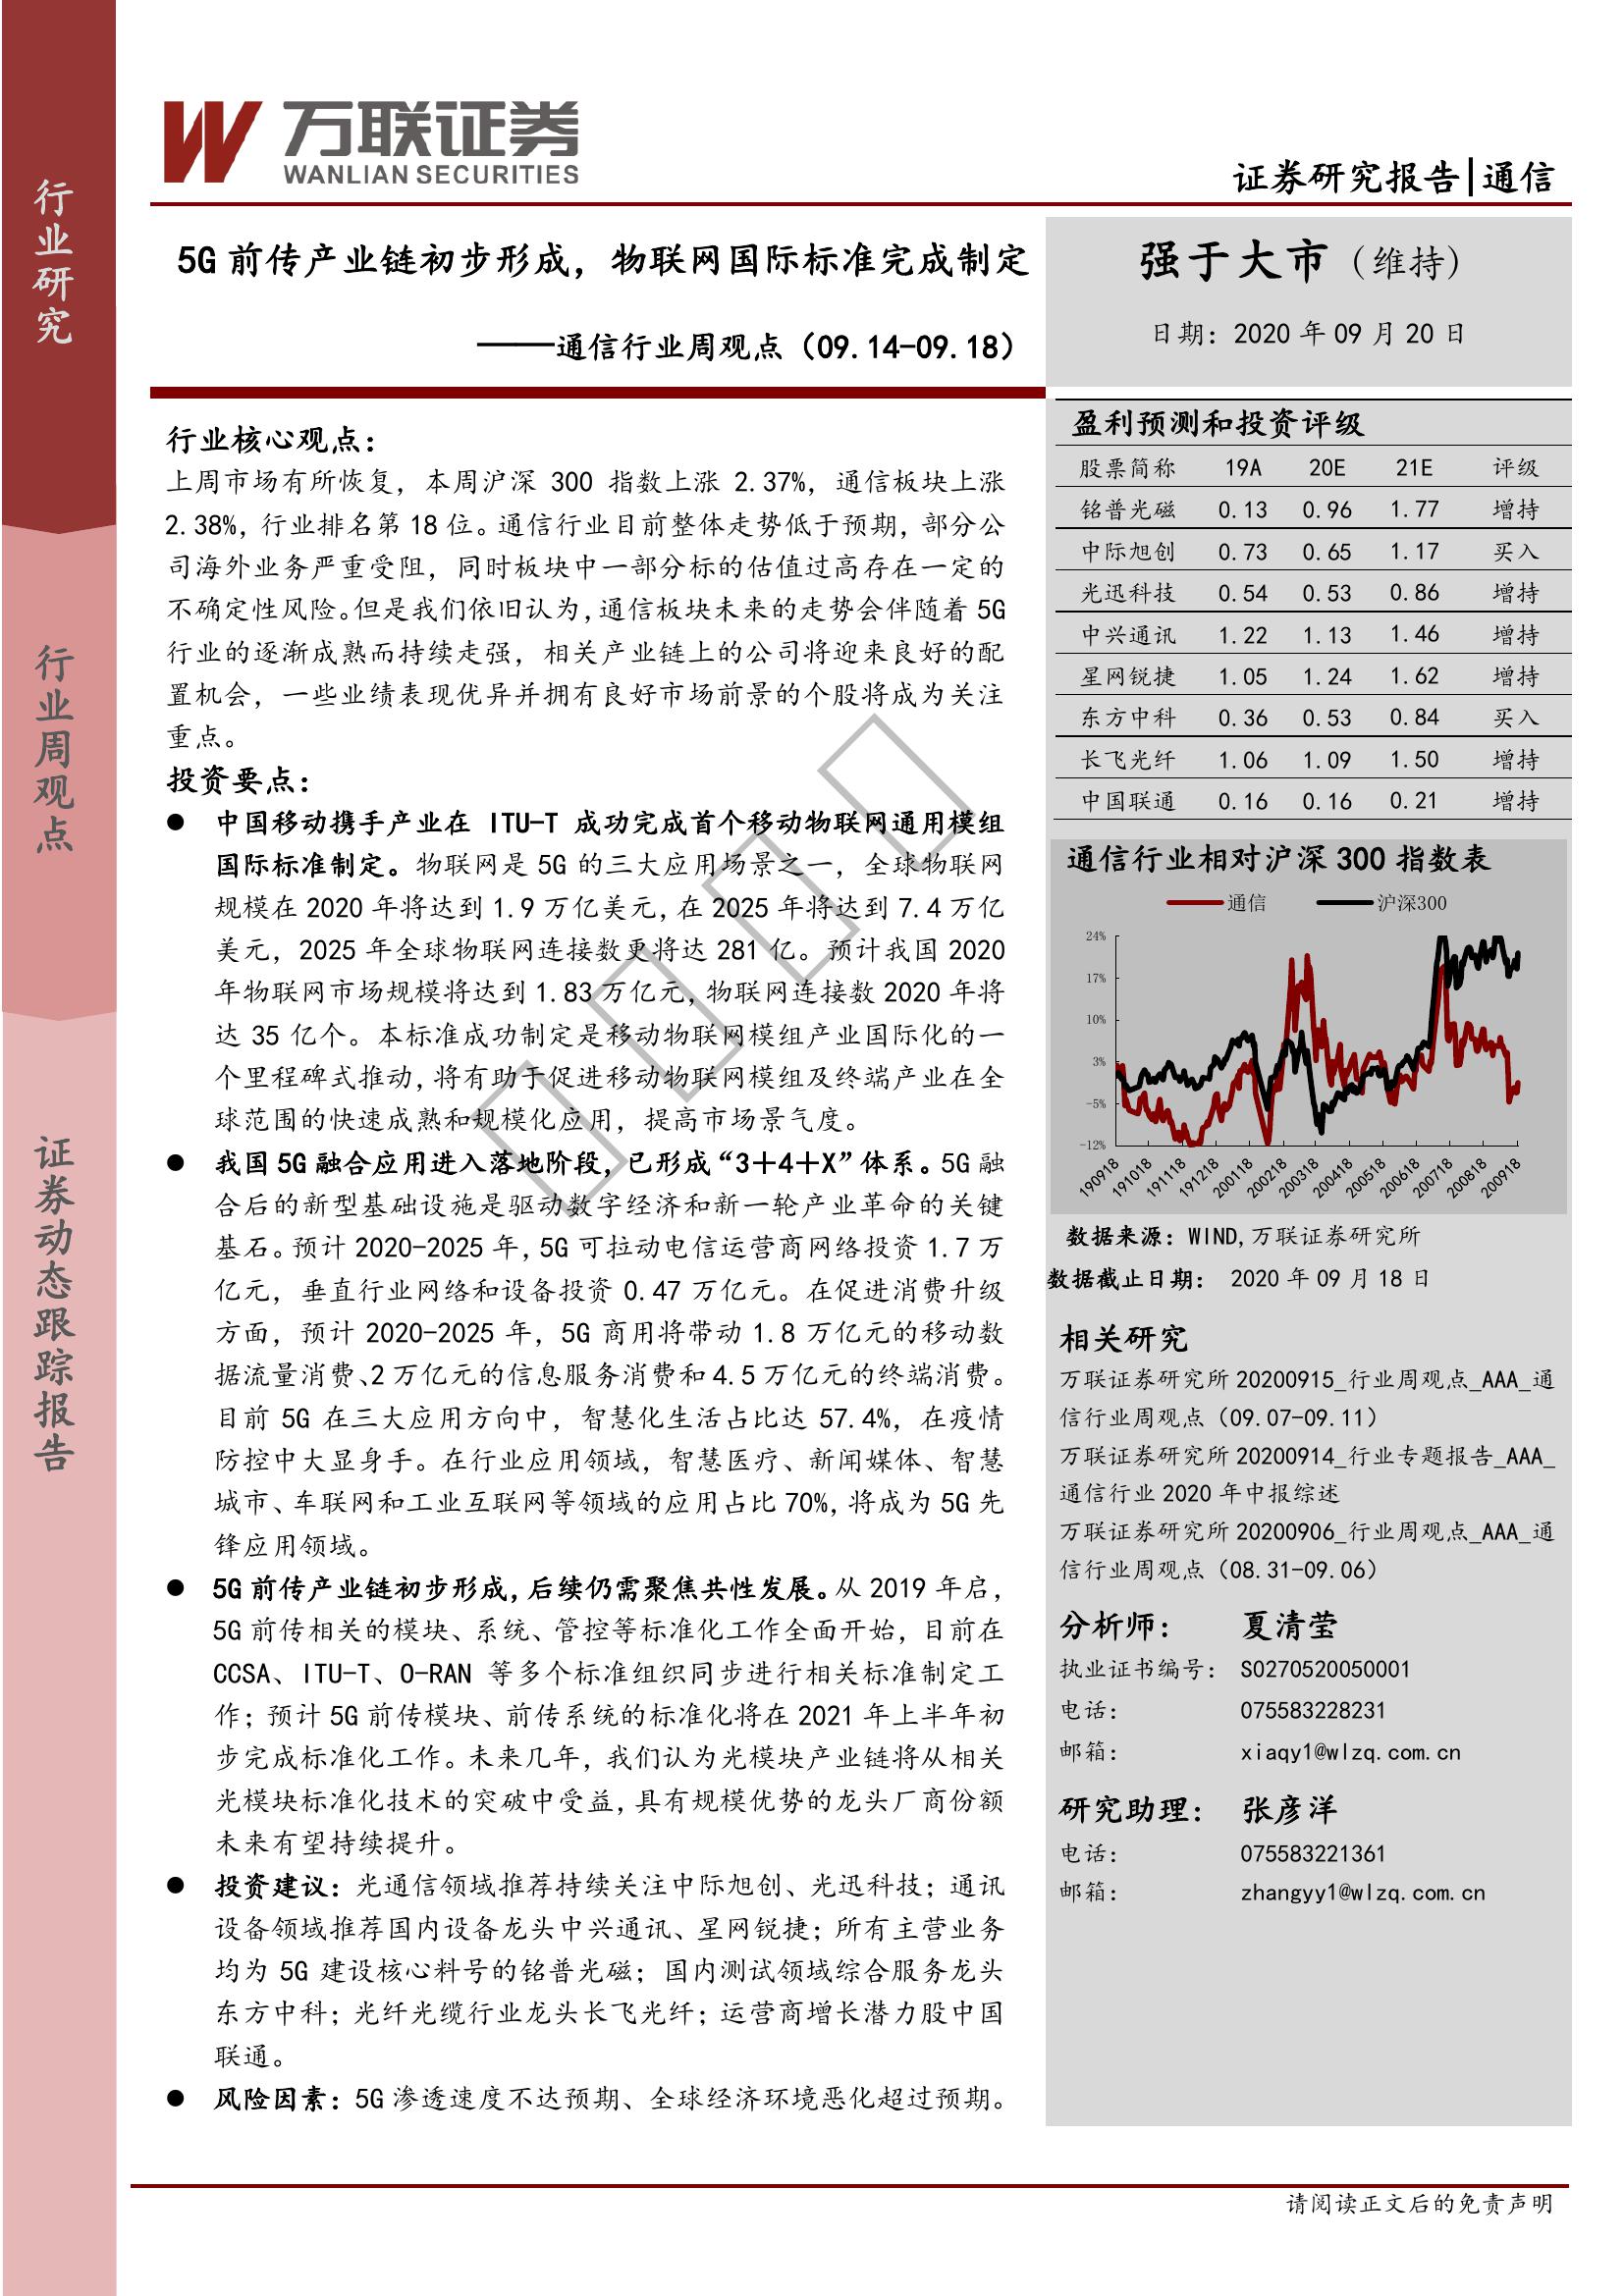 行业研究
行业周观点
证券动态跟踪报告
万联证券
WANLIAN SECURITIES
证券研究报告|通信
5G 前传产业链初步形成，物联网国际标准完成制定
——通信行业周观点（09.14-09.18）
强于大市（维持）
日期：2020 年 09 月 20 日
行业核心观点：
上周市场有所恢复，本周沪深 300 指数上涨 2.37%，通信板块上涨
2.38%，行业排名第 18 位。通信行业目前整体走势低于预期，部分公
司海外业务严重受阻，同时板块中一部分标的估值过高存在一定的
不确定性风险。但是我们依旧认为，通信板块未来的走势会伴随着 5G
行业的逐渐成熟而持续走强，相关产业链上的公司将迎来良好的配
置机会，一些业绩表现优异并拥有良好市场前景的个股将成为关注
重点。
投资要点：
● 中国移动携手产业在 ITU-T 成功完成首个移动物联网通用模组
国际标准制定。物联网是 5G 的三大应用场景之一，全球物联网
规模在 2020 年将达到 1.9 万亿美元，在 2025 年将达到 7.4 万亿
美元，2025 年全球物联网连接数更将达 281 亿。预计我国 2020
年物联网市场规模将达到 1.83 万亿元，物联网连接数 2020 年将
达 35 亿个。本标准成功制定是移动物联网模组产业国际化的一
个里程碑式推动，将有助于促进移动物联网模组及终端产业在全
球范围的快速成熟和规模化应用，提高市场景气度。
● 我国 5G 融合应用进入落地阶段，已形成“3＋4＋X”体系。5G 融
合后的新型基础设施是驱动数字经济和新一轮产业革命的关键
基石。预计 2020-2025 年，5G 可拉动电信运营商网络投资 1.7 万
亿元，垂直行业网络和设备投资 0.47 万亿元。在促进消费升级
方面，预计 2020-2025 年，5G 商用将带动 1.8 万亿元的移动数
据流量消费、2 万亿元的信息服务消费和 4.5 万亿元的终端消费。
目前 5G 在三大应用方向中，智慧化生活占比达 57.4%，在疫情
防控中大显身手。在行业应用领域，智慧医疗、新闻媒体、智慧
城市、车联网和工业互联网等领域的应用占比 70%，将成为 5G 先
锋应用领域。
● 5G 前传产业链初步形成，后续仍需聚焦共性发展。从 2019 年启，
5G 前传相关的模块、系统、管控等标准化工作全面开始，目前在
CCSA、ITU-T、O-RAN 等多个标准组织同步进行相关标准制定工
作；预计 5G 前传模块、前传系统的标准化将在 2021 年上半年初
步完成标准化工作。未来几年，我们认为光模块产业链将从相关
光模块标准化技术的突破中受益，具有规模优势的龙头厂商份额
未来有望持续提升。
● 投资建议：光通信领域推荐持续关注中际旭创、光迅科技；通讯
设备领域推荐国内设备龙头中兴通讯、星网锐捷；所有主营业务
均为 5G 建设核心料号的铭普光磁；国内测试领域综合服务龙头
东方中科；光纤光缆行业龙头长飞光纤；运营商增长潜力股中国
联通。
● 风险因素：5G 渗透速度不达预期、全球经济环境恶化超过预期。
盈利预测和投资评级
股票简称 19A 20E 21E 评级
铭普光磁 0.13 0.96 1.77 增持
中际旭创 0.73 0.65 1.17 买入
光迅科技 0.54 0.53 0.86 增持
中兴通讯 1.22 1.13 1.46 增持
星网锐捷 1.05 1.24 1.62 增持
东方中科 0.36 0.53 0.84 买入
长飞光纤 1.06 1.09 1.50 增持
中国联通 0.16 0.16 0.21 增持
通信行业相对沪深 300 指数表
通信 沪深300
24%
17%
10%
3%
-5%
-12%
190918 191018 191118 191218 200118 200218 200318 200418 200518 200618 200718 200818 200918
数据来源：WIND,万联证券研究所
数据截止日期： 2020 年 09 月 18 日
相关研究
万联证券研究所 20200915_行业周观点_AAA_通
信行业周观点（09.07-09.11）
万联证券研究所 20200914_行业专题报告_AAA_
通信行业 2020 年中报综述
万联证券研究所 20200906_行业周观点_AAA_通
信行业周观点（08.31-09.06）
分析师： 夏清莹
执业证书编号： S0270520050001
电话： 075583228231
邮箱： xiaqy1@wlzq.com.cn
研究助理： 张彦洋
电话： 075583221361
邮箱： zhangyy1@wlzq.com.cn
请阅读正文后的免责声明